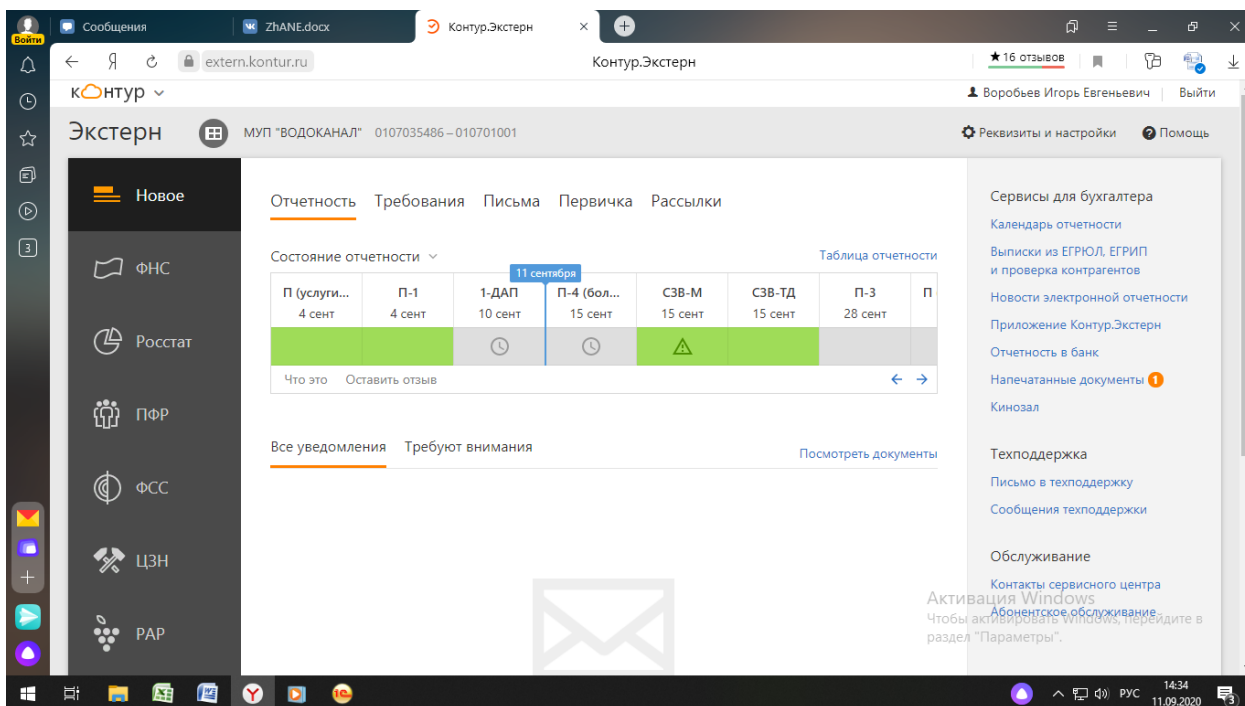 Сообщения
ZhANE.docx
Контур.Экстерн
Войти
extern.kontur.ru
Контур.Экстерн
★16 отзывов
контур
Воробьев Игорь Евгеньевич
Выйти
Экстерн
МУП "ВОДОКАНАЛ" 0107035486 – 010701001
Реквизиты и настройки
Помощь
3
Новое
ФНС
Росстат
ПФР
ФСС
ЦЗН
РАР
Отчетность Требования Письма Первичка Рассылки
Состояние отчетности
Таблица отчетности
11 сентября
П (услуги... П-1 1-ДАП П-4 (бол... СЗВ-М СЗВ-ТД П-3 П
4 сент 4 сент 10 сент 15 сент 15 сент 15 сент 28 сент
Что это Оставить отзыв
Все уведомления Требуют внимания
Посмотреть документы
Сервисы для бухгалтера
Календарь отчетности
Выписки из ЕГРЮЛ, ЕГРИП
и проверка контрагентов
Новости электронной отчетности
Приложение Контур.Экстерн
Отчетность в банк
Напечатанные документы 1
Кинозал
Техподдержка
Письмо в техподдержку
Сообщения техподдержки
Обслуживание
Контакты сервисного центра
Абонентское обслуживание
Активация Windows
Чтобы активировать Windows, перейдите в
раздел "Параметры".
РУС
14:34
11.09.2020
3